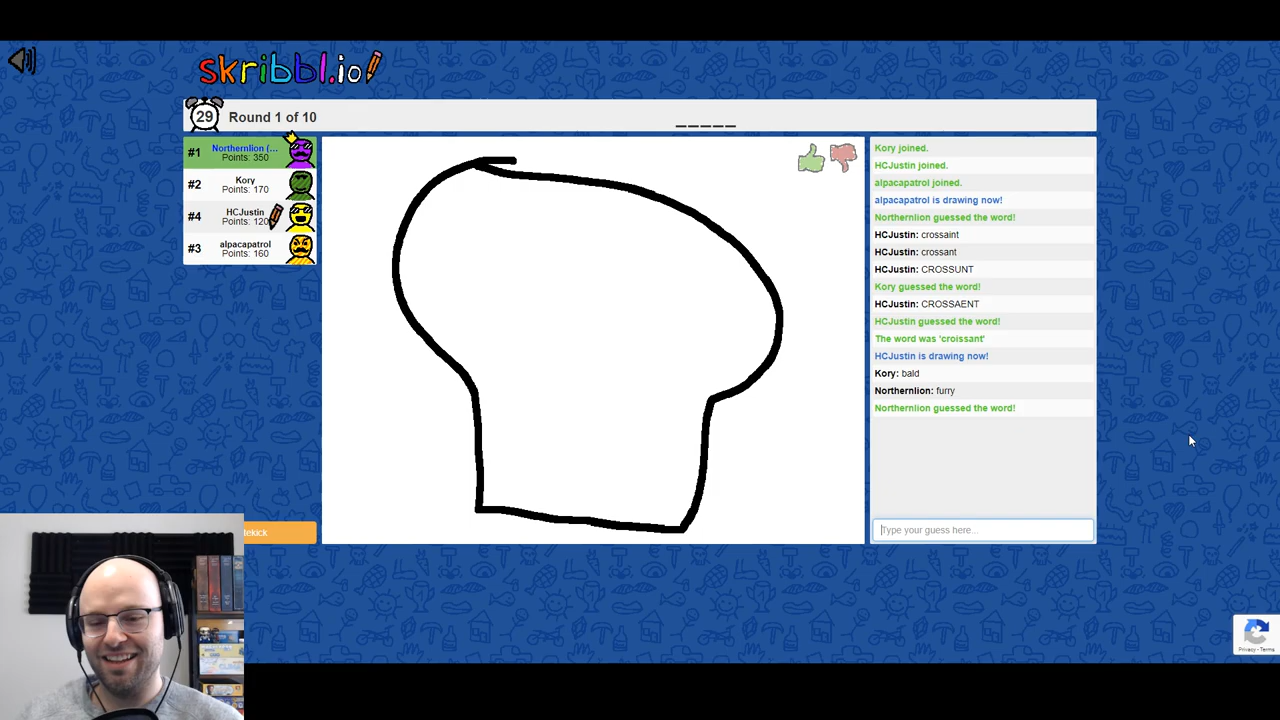 skribbl.io
29
Round 1 of 10
_____
#1
Northernlion (...
Points: 350
#2
Kory
Points: 170
#4
HCJustin
Points: 120
#3
alpacapatrol
Points: 160
Kory joined.
HCJustin joined.
alpacapatrol joined.
alpacapatrol is drawing now!
Northernlion guessed the word!
HCJustin: crossaint
HCJustin: crossant
HCJustin: CROSSUNT
Kory guessed the word!
HCJustin: CROSSAENT
HCJustin guessed the word!
The word was 'croissant'
HCJustin is drawing now!
Kory: bald
Northernlion: furry
Northernlion guessed the word!
Type your guess here...
Privacy - Terms